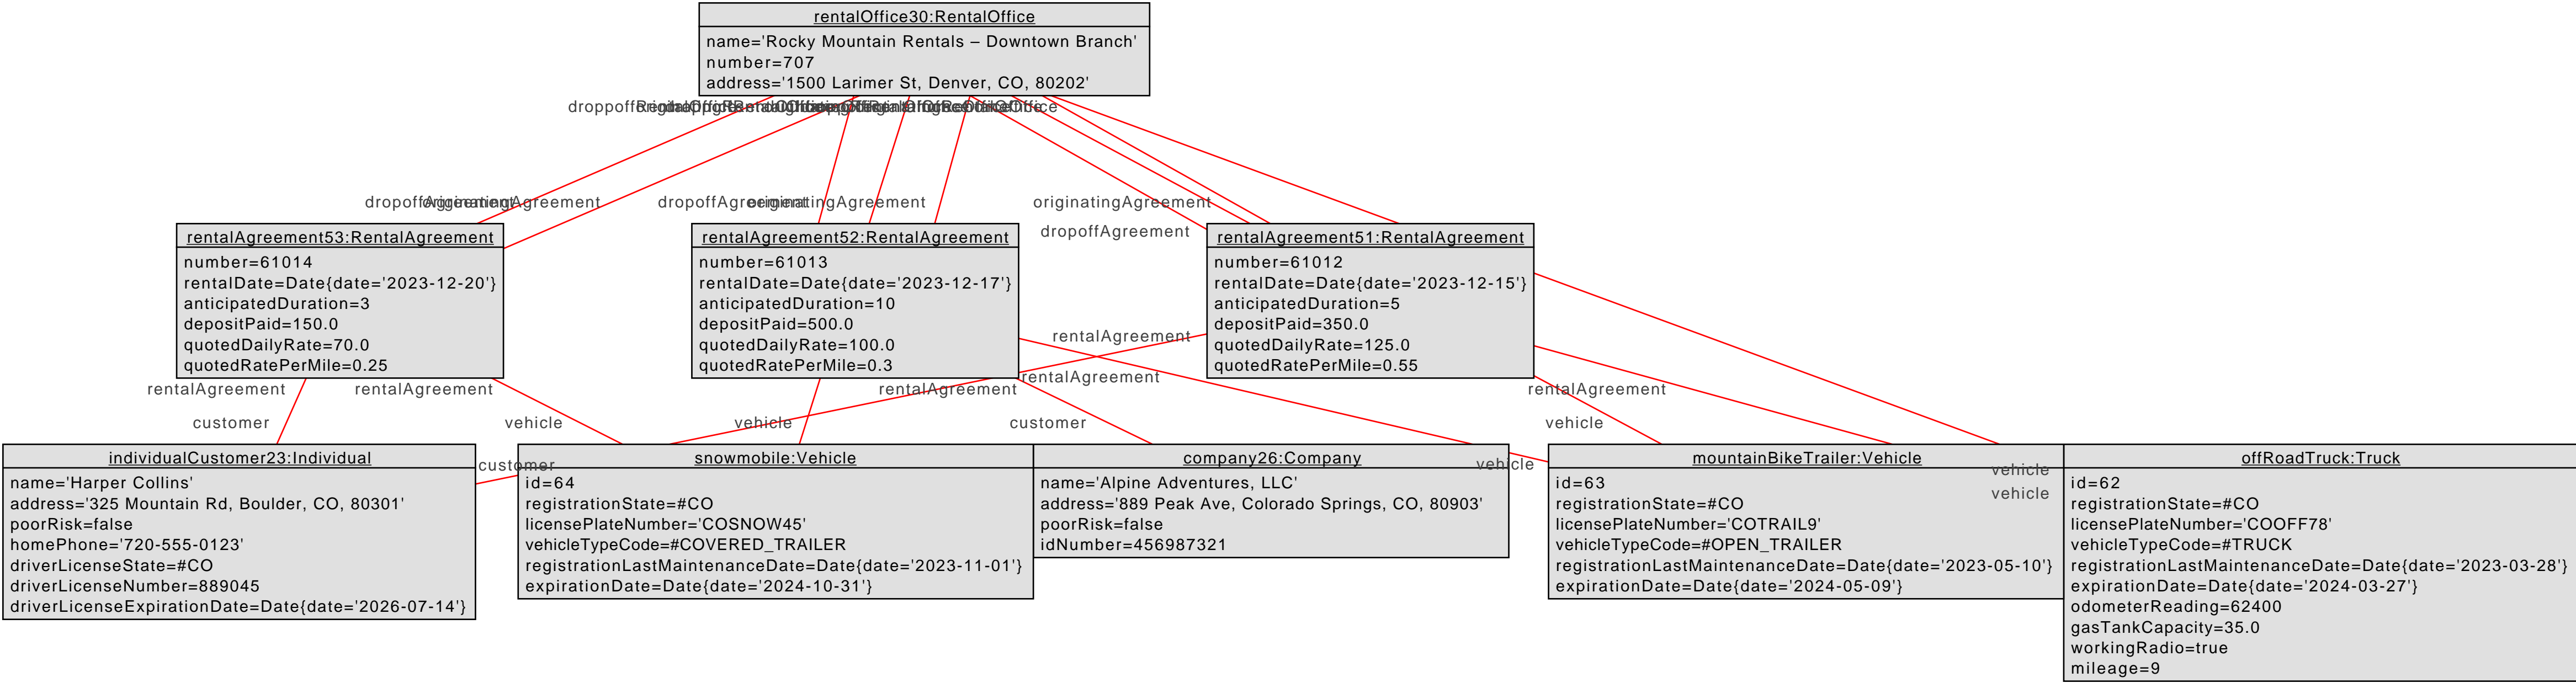 rentalOffice30:RentalOffice
name='Rocky Mountain Rentals – Downtown Branch'
number=707
address='1500 Larimer St, Denver, CO, 80202'
dropoffAgreement
originatingAgreement
dropoffAgreement
originatingAgreement
originatingAgreement
dropoffAgreement
rentalAgreement53:RentalAgreement
number=61014
rentalDate=Date{date='2023-12-20'}
anticipatedDuration=3
depositPaid=150.0
quotedDailyRate=70.0
quotedRatePerMile=0.25
rentalAgreement52:RentalAgreement
number=61013
rentalDate=Date{date='2023-12-17'}
anticipatedDuration=10
depositPaid=500.0
quotedDailyRate=100.0
quotedRatePerMile=0.3
rentalAgreement51:RentalAgreement
number=61012
rentalDate=Date{date='2023-12-15'}
anticipatedDuration=5
depositPaid=350.0
quotedDailyRate=125.0
quotedRatePerMile=0.55
rentalAgreement
rentalAgreement
rentalAgreement
rentalAgreement
rentalAgreement
rentalAgreement
customer
vehicle
vehicle
customer
vehicle
customer
vehicle
vehicle
vehicle
individualCustomer23:Individual
name='Harper Collins'
address='325 Mountain Rd, Boulder, CO, 80301'
poorRisk=false
homePhone='720-555-0123'
driverLicenseState=#CO
driverLicenseNumber=889045
driverLicenseExpirationDate=Date{date='2026-07-14'}
snowmobile:Vehicle
id=64
registrationState=#CO
licensePlateNumber='COSNOW45'
vehicleTypeCode=#COVERED_TRAILER
registrationLastMaintenanceDate=Date{date='2023-11-01'}
expirationDate=Date{date='2024-10-31'}
company26:Company
name='Alpine Adventures, LLC'
address='889 Peak Ave, Colorado Springs, CO, 80903'
poorRisk=false
idNumber=456987321
mountainBikeTrailer:Vehicle
id=63
registrationState=#CO
licensePlateNumber='COTRAIL9'
vehicleTypeCode=#OPEN_TRAILER
registrationLastMaintenanceDate=Date{date='2023-05-10'}
expirationDate=Date{date='2024-05-09'}
offRoadTruck:Truck
id=62
registrationState=#CO
licensePlateNumber='COOFF78'
vehicleTypeCode=#TRUCK
registrationLastMaintenanceDate=Date{date='2023-03-28'}
expirationDate=Date{date='2024-03-27'}
odometerReading=62400
gasTankCapacity=35.0
workingRadio=true
mileage=9